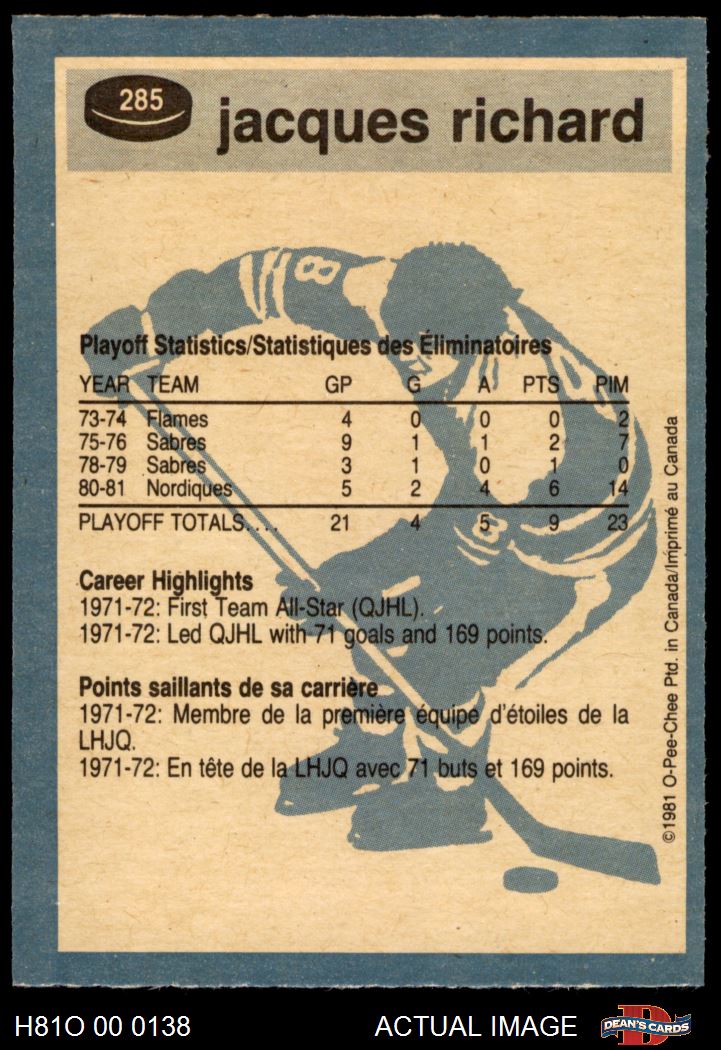 285
jacques richard
8
Playoff Statistics/Statistiques des Éliminatoires
YEAR TEAM GP G A PTS PIM
73-74 Flames 4 0 0 0 2
75-76 Sabres 9 1 1 2 7
78-79 Sabres 3 1 0 1 0
80-81 Nordiques 5 2 4 6 14
PLAYOFF TOTALS.... 21 4 5 9 23
Career Highlights
1971-72: First Team All-Star (QJHL).
1971-72: Led QJHL with 71 goals and 169 points.
Points saillants de sa carrière
1971-72: Membre de la première équipe d'étoiles de la
LHJQ.
1971-72: En tête de la LHJQ avec 71 buts et 169 points.
©1981 O-Pee-Chee Ptd. in Canada/Imprimé au Canada
H81O 00 0138
ACTUAL IMAGE
D
DEAN'S CARDS